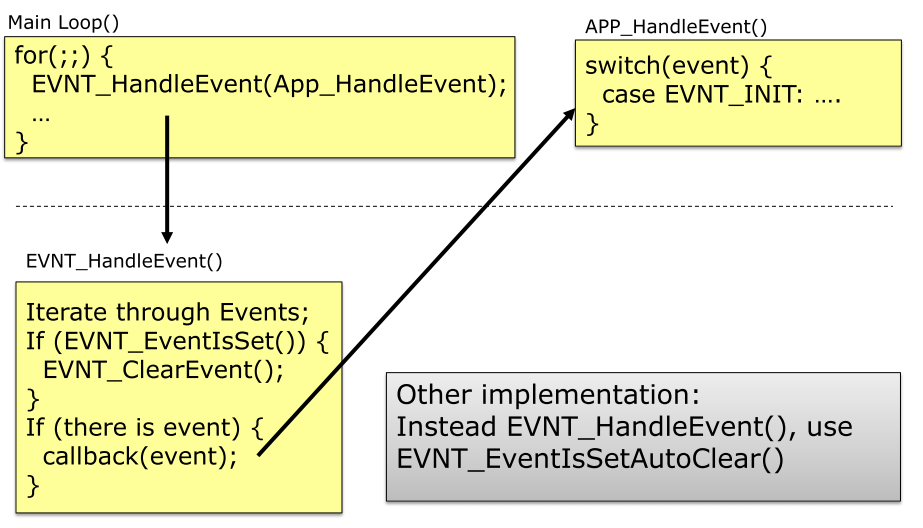 Main Loop()
for(;;) {
EVNT_HandleEvent(App_HandleEvent);
…
}
APP_HandleEvent()
switch(event) {
case EVNT_INIT: ….
}
EVNT_HandleEvent()
Iterate through Events;
If (EVNT_EventIsSet()) {
EVNT_ClearEvent();
}
If (there is event) {
callback(event);
}
Other implementation:
Instead EVNT_HandleEvent(), use
EVNT_EventIsSetAutoClear()